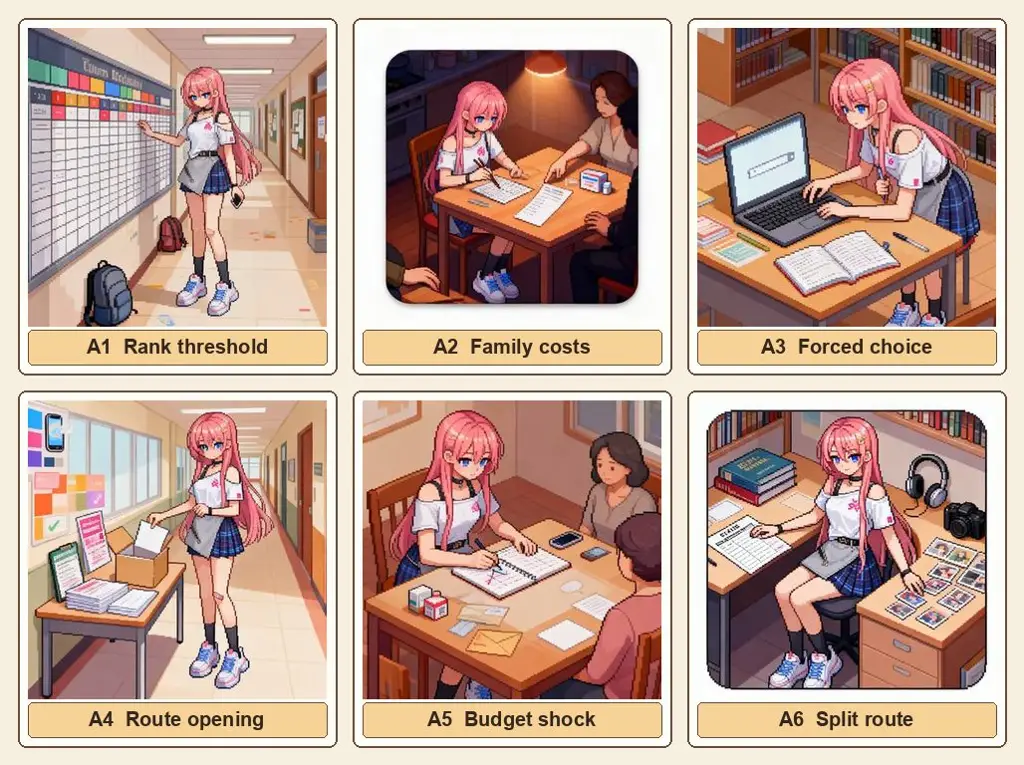 A1 Rank threshold
A2 Family costs
A3 Forced choice
A4 Route opening
A5 Budget shock
A6 Split route